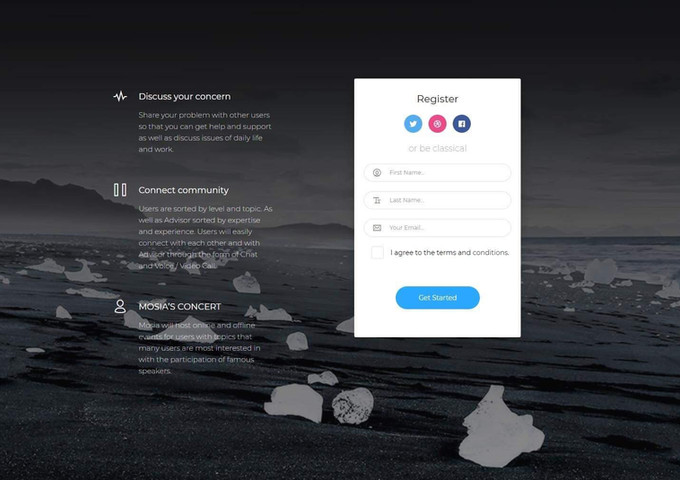 Discuss your concern
Share your problem with other users
so that you can get help and support
as well as discuss issues of daily life
and work.
Connect community
Users are sorted by level and topic. As
well as Advisor sorted by expertise
and experience. Users will easily
connect with each other and with
Advisor through the form of Chat
and Voice / Video Call.
MOSIA'S CONCERT
Mosia will host online and offline
events for users with topics that
many users are most interested in
with the participation of famous
speakers.
Register
or be classical
First Name...
Last Name...
Your Email...
I agree to the terms and conditions.
Get Started